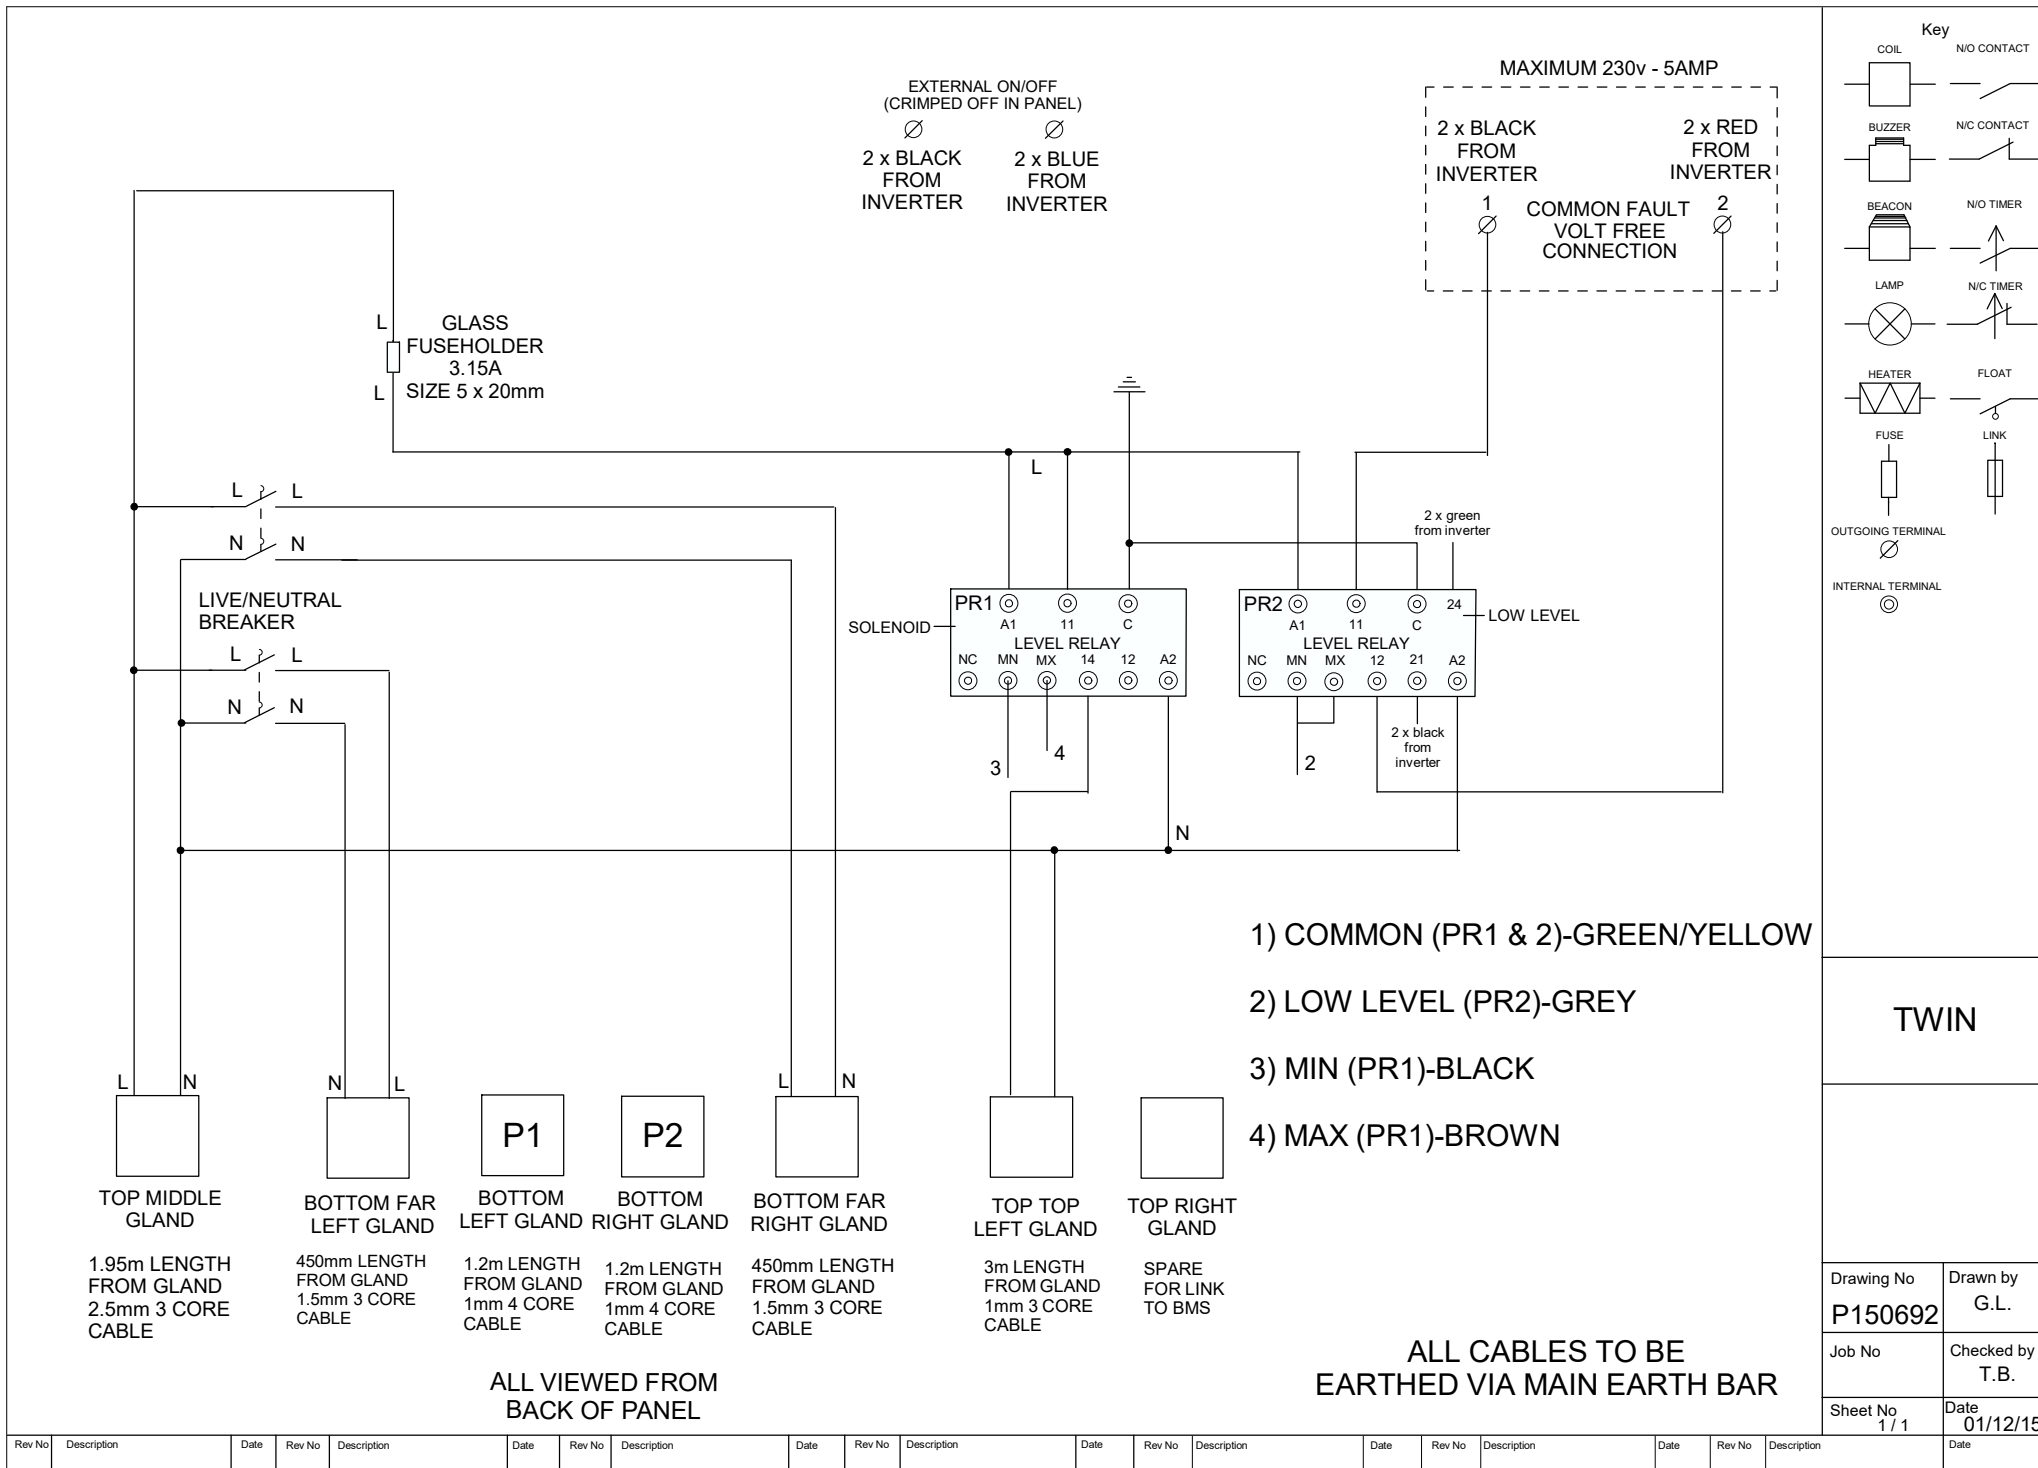 EXTERNAL ON/OFF
(CRIMPED OFF IN PANEL)
2 x BLACK
FROM
INVERTER
2 x BLUE
FROM
INVERTER
MAXIMUM 230v - 5AMP
2 x BLACK
FROM
INVERTER
1
2 x RED
FROM
INVERTER
2
COMMON FAULT
VOLT FREE
CONNECTION
L
GLASS
FUSEHOLDER
3.15A
SIZE 5 x 20mm
L
L
L L
N N
LIVE/NEUTRAL
BREAKER
L L
N N
2 x green
from inverter
SOLENOID
PR1
A1 11 C
LEVEL RELAY
NC MN MX 14 12 A2
3
4
PR2
24
A1 11 C
LEVEL RELAY
NC MN MX 12 21 A2
LOW LEVEL
2
2 x black
from
inverter
N
1) COMMON (PR1 & 2)-GREEN/YELLOW
2) LOW LEVEL (PR2)-GREY
3) MIN (PR1)-BLACK
4) MAX (PR1)-BROWN
L N
TOP MIDDLE
GLAND
1.95m LENGTH
FROM GLAND
2.5mm 3 CORE
CABLE
N L
BOTTOM FAR
LEFT GLAND
450mm LENGTH
FROM GLAND
1.5mm 3 CORE
CABLE
P1
BOTTOM
LEFT GLAND
1.2m LENGTH
FROM GLAND
1mm 4 CORE
CABLE
P2
BOTTOM
RIGHT GLAND
1.2m LENGTH
FROM GLAND
1mm 4 CORE
CABLE
L N
BOTTOM FAR
RIGHT GLAND
450mm LENGTH
FROM GLAND
1.5mm 3 CORE
CABLE
TOP TOP
LEFT GLAND
3m LENGTH
FROM GLAND
1mm 3 CORE
CABLE
TOP RIGHT
GLAND
SPARE
FOR LINK
TO BMS
ALL VIEWED FROM
BACK OF PANEL
ALL CABLES TO BE
EARTHED VIA MAIN EARTH BAR
Key
COIL N/O CONTACT
BUZZER N/C CONTACT
BEACON N/O TIMER
LAMP N/C TIMER
HEATER FLOAT
FUSE LINK
OUTGOING TERMINAL
INTERNAL TERMINAL
TWIN
Drawing No
P150692
Drawn by
G.L.
Job No
Checked by
T.B.
Sheet No
1 / 1
Date
01/12/15
Rev No Description Date Rev No Description Date Rev No Description Date Rev No Description Date Rev No Description Date Rev No Description Date Rev No Description Date